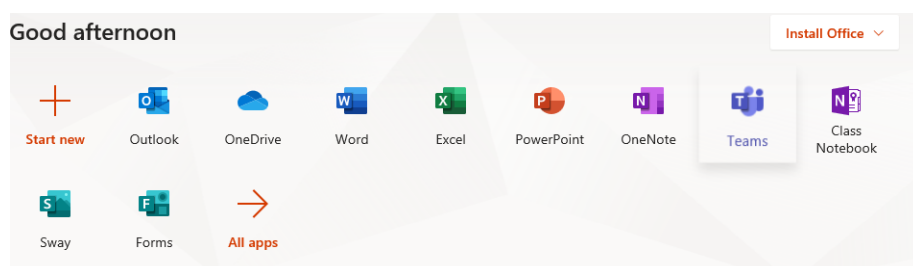 Good afternoon
Install Office
Start new
Outlook
OneDrive
Word
Excel
PowerPoint
OneNote
Teams
Class
Notebook
Sway
Forms
All apps